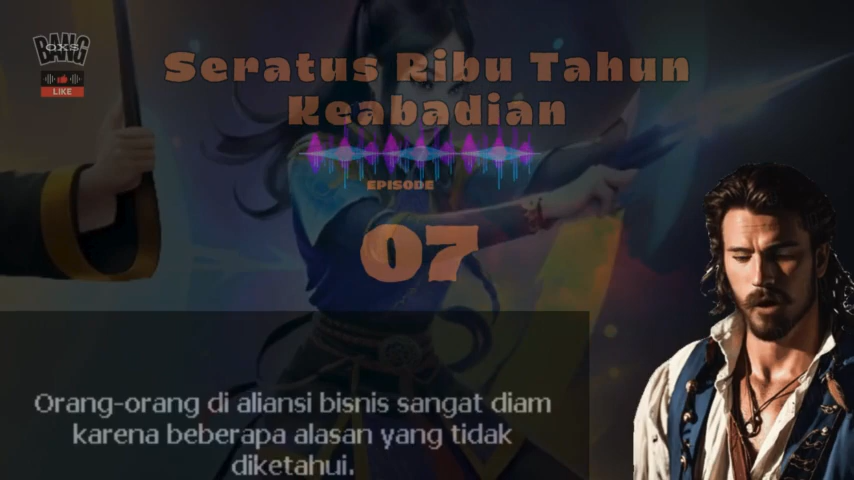 BANG
OXS
LIKE
Seratus Ribu Tahun
Keabadian
EPISODE
07
Orang-orang di aliansi bisnis sangat diam
karena beberapa alasan yang tidak
diketahui.